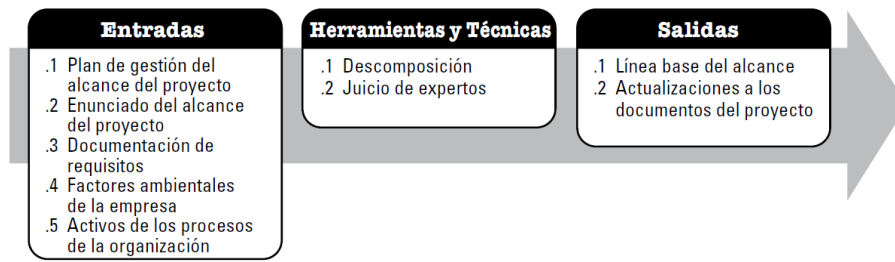 Entradas
.1 Plan de gestión del
alcance del proyecto
.2 Enunciado del alcance
del proyecto
.3 Documentación de
requisitos
.4 Factores ambientales
de la empresa
.5 Activos de los procesos
de la organización
Herramientas y Técnicas
.1 Descomposición
.2 Juicio de expertos
Salidas
.1 Línea base del alcance
.2 Actualizaciones a los
documentos del proyecto